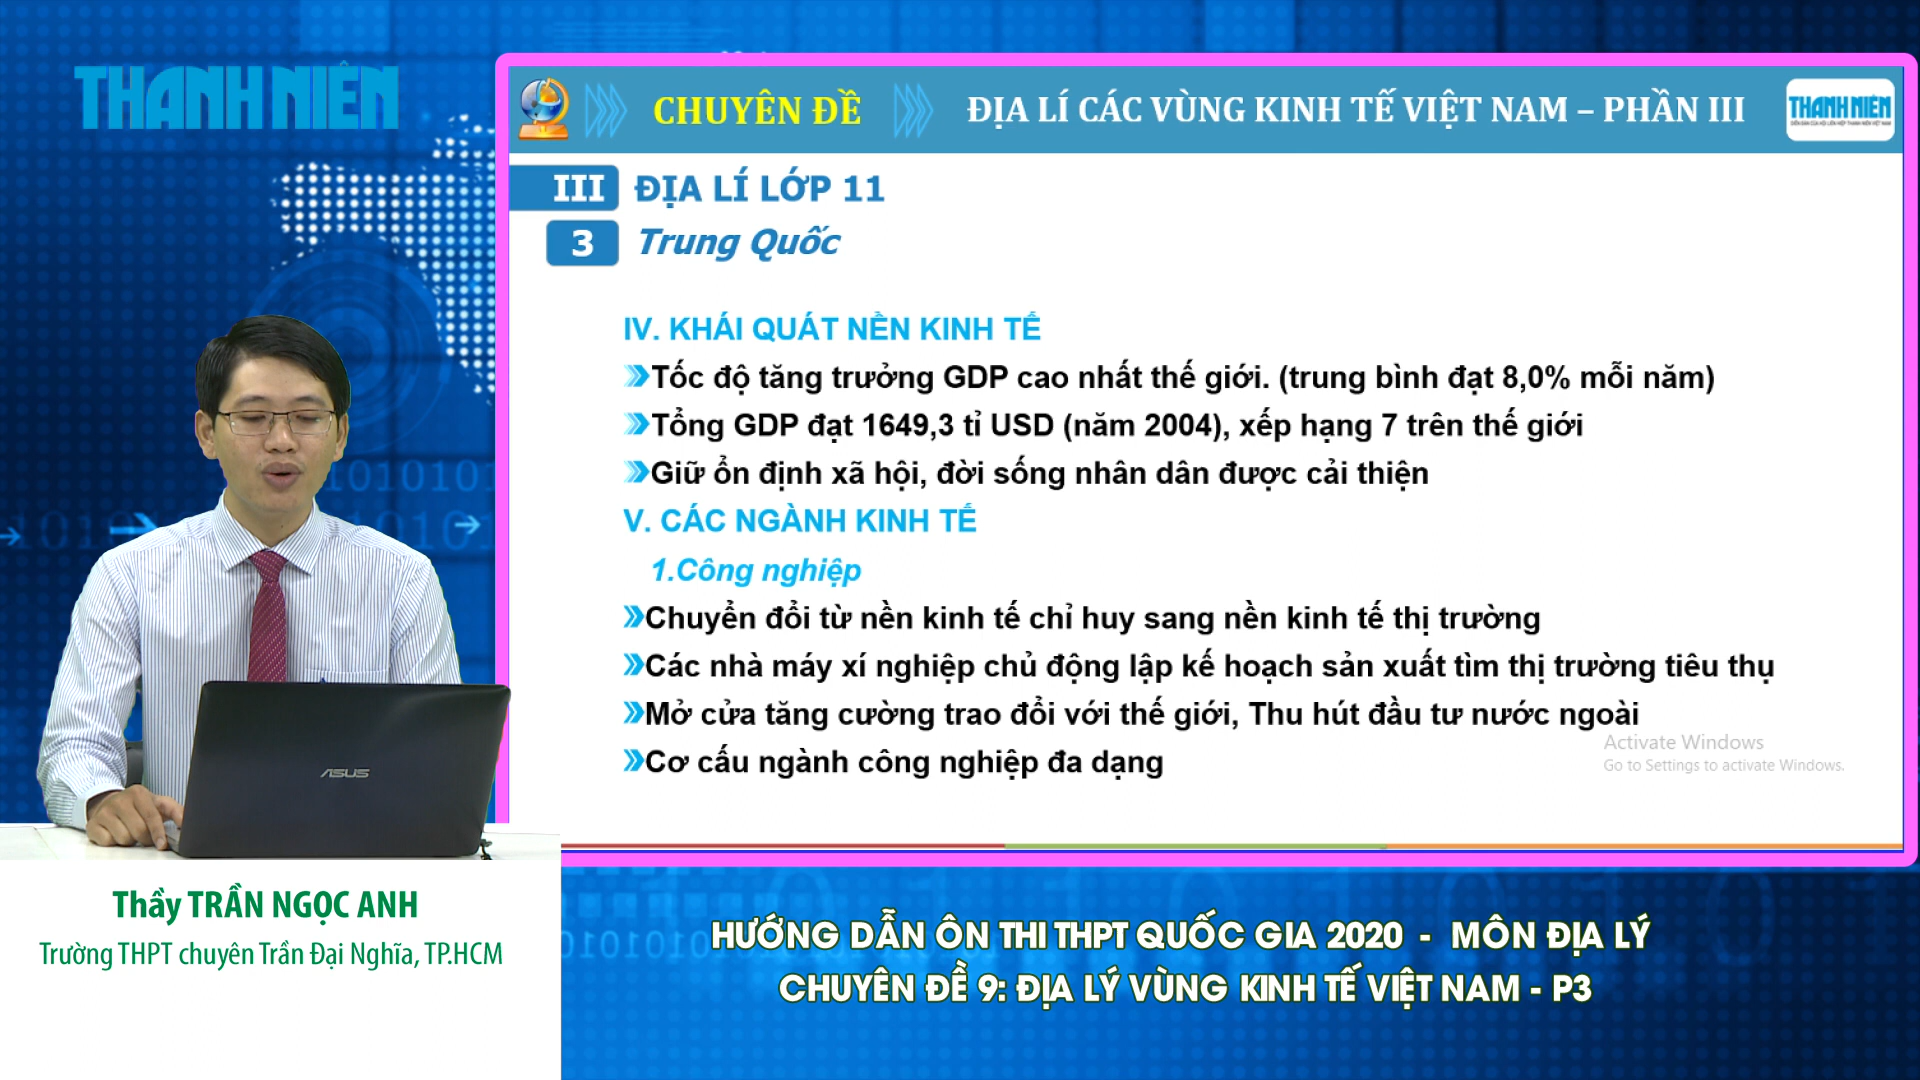 THANH NIÊN
CHUYÊN ĐỀ
ĐỊA LÍ CÁC VÙNG KINH TẾ VIỆT NAM – PHẦN III
THANH NIÊN
III ĐỊA LÍ LỚP 11
3 Trung Quốc
IV. KHÁI QUÁT NỀN KINH TẾ
Tốc độ tăng trưởng GDP cao nhất thế giới. (trung bình đạt 8,0% mỗi năm)
Tổng GDP đạt 1649,3 tỉ USD (năm 2004), xếp hạng 7 trên thế giới
Giữ ổn định xã hội, đời sống nhân dân được cải thiện
V. CÁC NGÀNH KINH TẾ
1.Công nghiệp
Chuyển đổi từ nền kinh tế chỉ huy sang nền kinh tế thị trường
Các nhà máy xí nghiệp chủ động lập kế hoạch sản xuất tìm thị trường tiêu thụ
Mở cửa tăng cường trao đổi với thế giới, Thu hút đầu tư nước ngoài
Cơ cấu ngành công nghiệp đa dạng
Activate Windows
Go to Settings to activate Windows.
ASUS
Thầy TRẦN NGỌC ANH
Trường THPT chuyên Trần Đại Nghĩa, TP.HCM
HƯỚNG DẪN ÔN THI THPT QUỐC GIA 2020 - MÔN ĐỊA LÝ
CHUYÊN ĐỀ 9: ĐỊA LÝ VÙNG KINH TẾ VIỆT NAM - P3